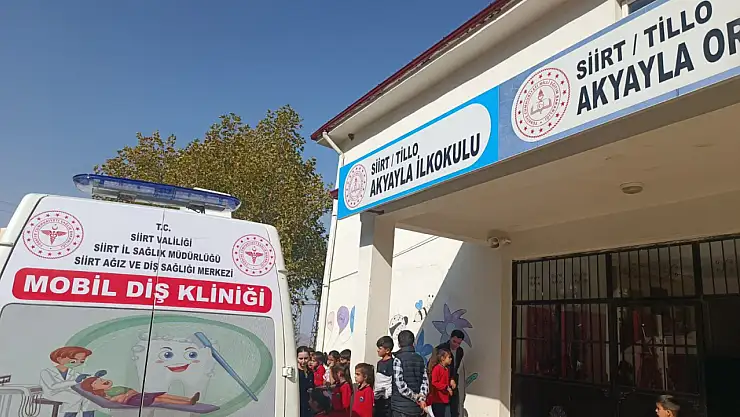 T.C.
SİİRT VALİLİĞİ
SİİRT İL SAĞLIK MÜDÜRLÜĞÜ
SİİRT AĞIZ VE DİŞ SAĞLIĞI MERKEZİ
MOBİL DİŞ KLİNİĞİ
SİİRT / TİLLO
AKYAYLA İLKOKULU
SİİRT / TİLLO
AKYAYLA OR